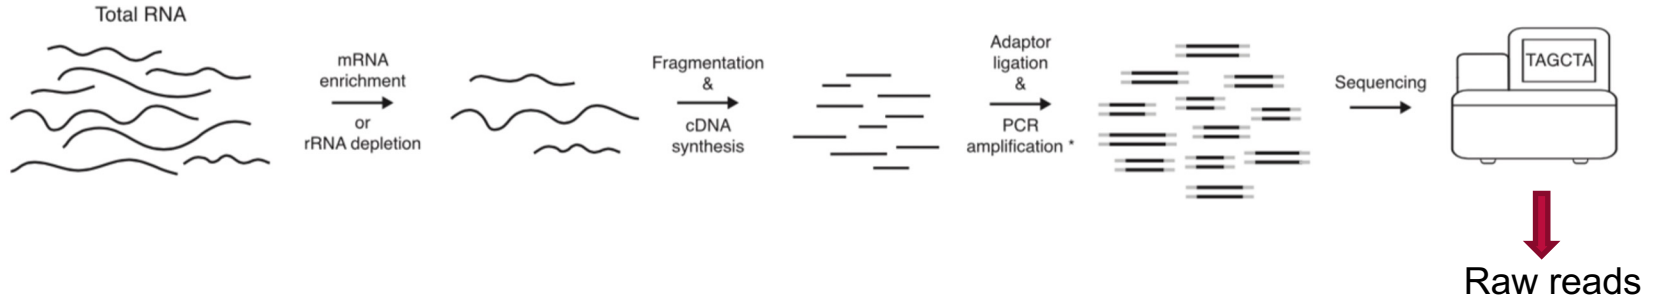 Total RNA
mRNA
enrichment
or
rRNA depletion
Fragmentation
&
cDNA
synthesis
Adaptor
ligation
&
PCR
amplification *
Sequencing
TAGCTA
Raw reads